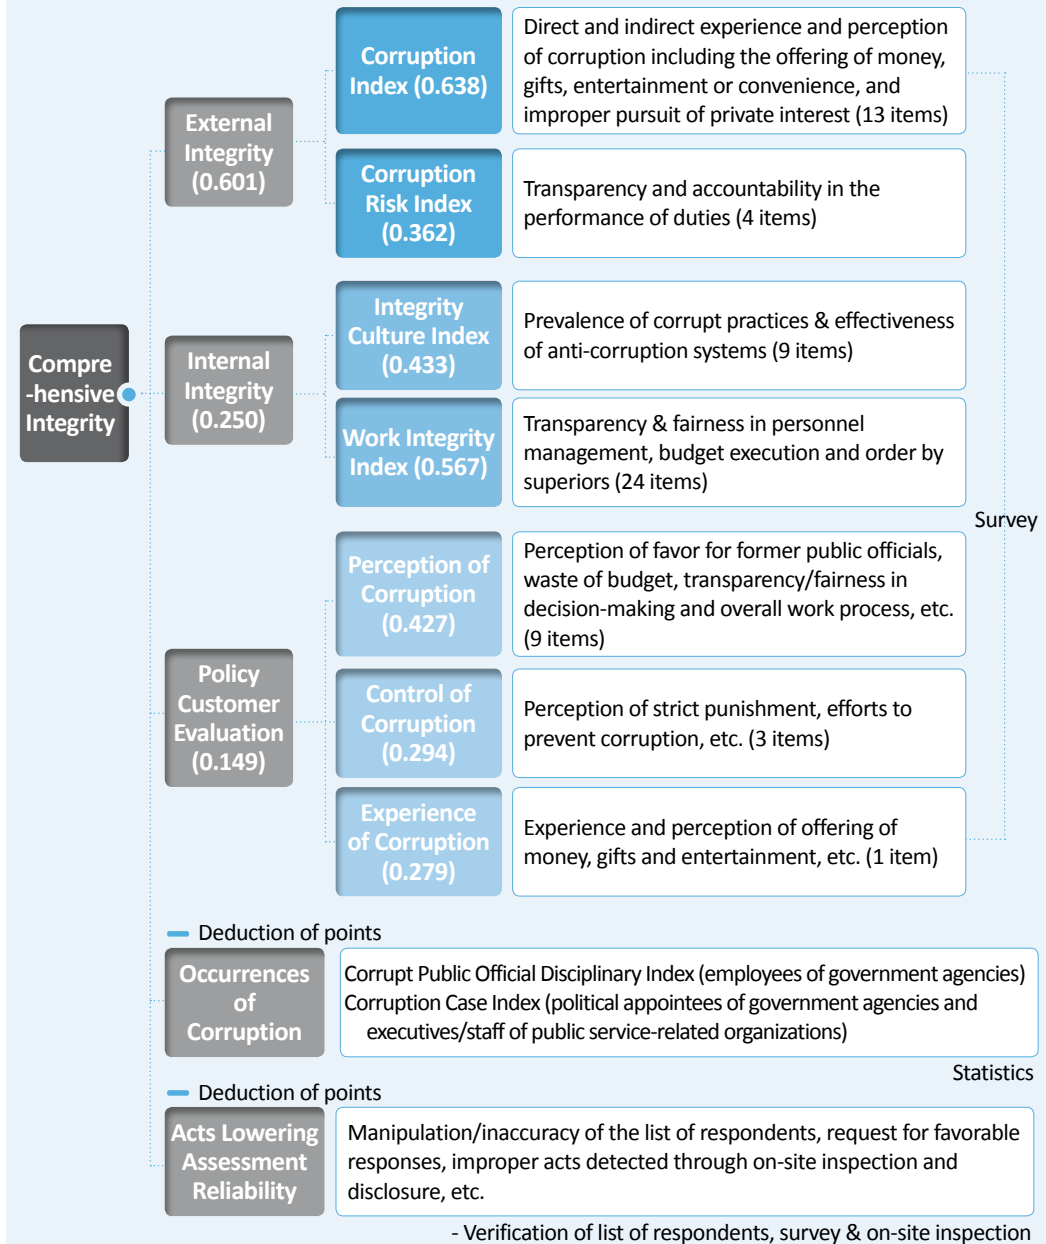 Corruption
Index (0.638)
Direct and indirect experience and perception
of corruption including the offering of money,
gifts, entertainment or convenience, and
improper pursuit of private interest (13 items)
External
Integrity
(0.601)
Corruption
Risk Index
(0.362)
Transparency and accountability in the
performance of duties (4 items)
Compre
-hensive
Integrity
Internal
Integrity
(0.250)
Integrity
Culture Index
(0.433)
Prevalence of corrupt practices & effectiveness
of anti-corruption systems (9 items)
Work Integrity
Index (0.567)
Transparency & fairness in personnel
management, budget execution and order by
superiors (24 items)
Survey
Policy
Customer
Evaluation
(0.149)
Perception of
Corruption
(0.427)
Perception of favor for former public officials,
waste of budget, transparency/fairness in
decision-making and overall work process, etc.
(9 items)
Control of
Corruption
(0.294)
Perception of strict punishment, efforts to
prevent corruption, etc. (3 items)
Experience
of Corruption
(0.279)
Experience and perception of offering of
money, gifts and entertainment, etc. (1 item)
Deduction of points
Occurrences
of
Corruption
Corrupt Public Official Disciplinary Index (employees of government agencies)
Corruption Case Index (political appointees of government agencies and
executives/staff of public service-related organizations)
Statistics
Deduction of points
Acts Lowering
Assessment
Reliability
Manipulation/inaccuracy of the list of respondents, request for favorable
responses, improper acts detected through on-site inspection and
disclosure, etc.
- Verification of list of respondents, survey & on-site inspection